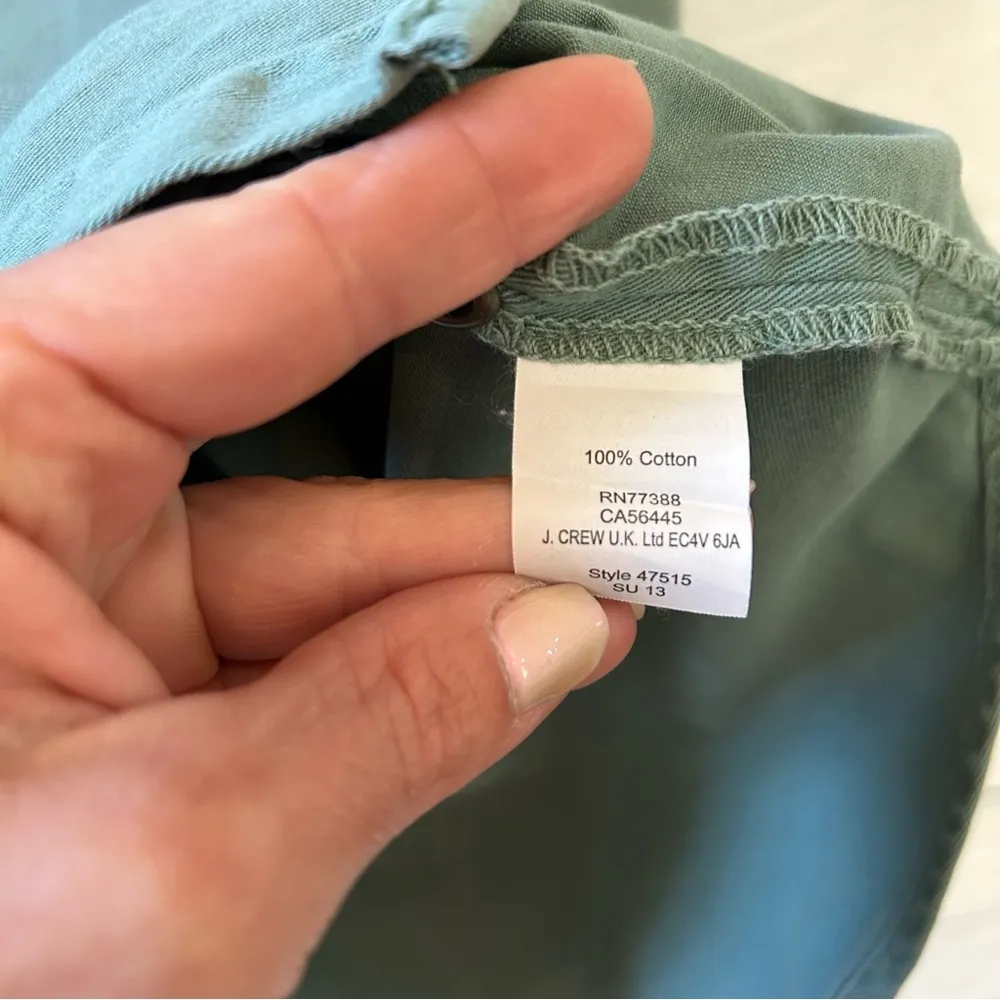 100% Cotton
RN77388
CA56445
J. CREW U.K. Ltd EC4V 6JA
Style 47515
SU 13